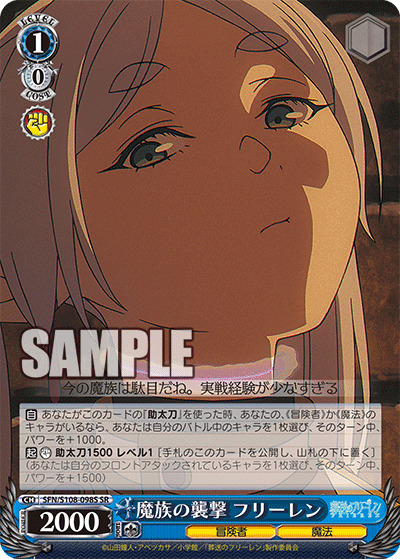 LEVEL
1
0
COST
SAMPLE
今の魔族は駄目だね。実戦経験が少なすぎる
自 あなたがこのカードの『助太刀』を使った時、あなたの、《冒険者》か《魔法》の
キャラがいるなら、あなたは自分のバトル中のキャラを1枚選び、そのターン中、
パワーを+1000。
起 助太刀1500 レベル1 [手札のこのカードを公開し、山札の下に置く]
(あなたは自分のフロントアタックされているキャラを1枚選び、そのターン中、
パワーを+1500)
CH SFN/S108-098S SR
2000
魔族の襲撃 フリーレン
冒険者 魔法
©山田鐘人・アベツカサ/小学館/「葬送のフリーレン」製作委員会